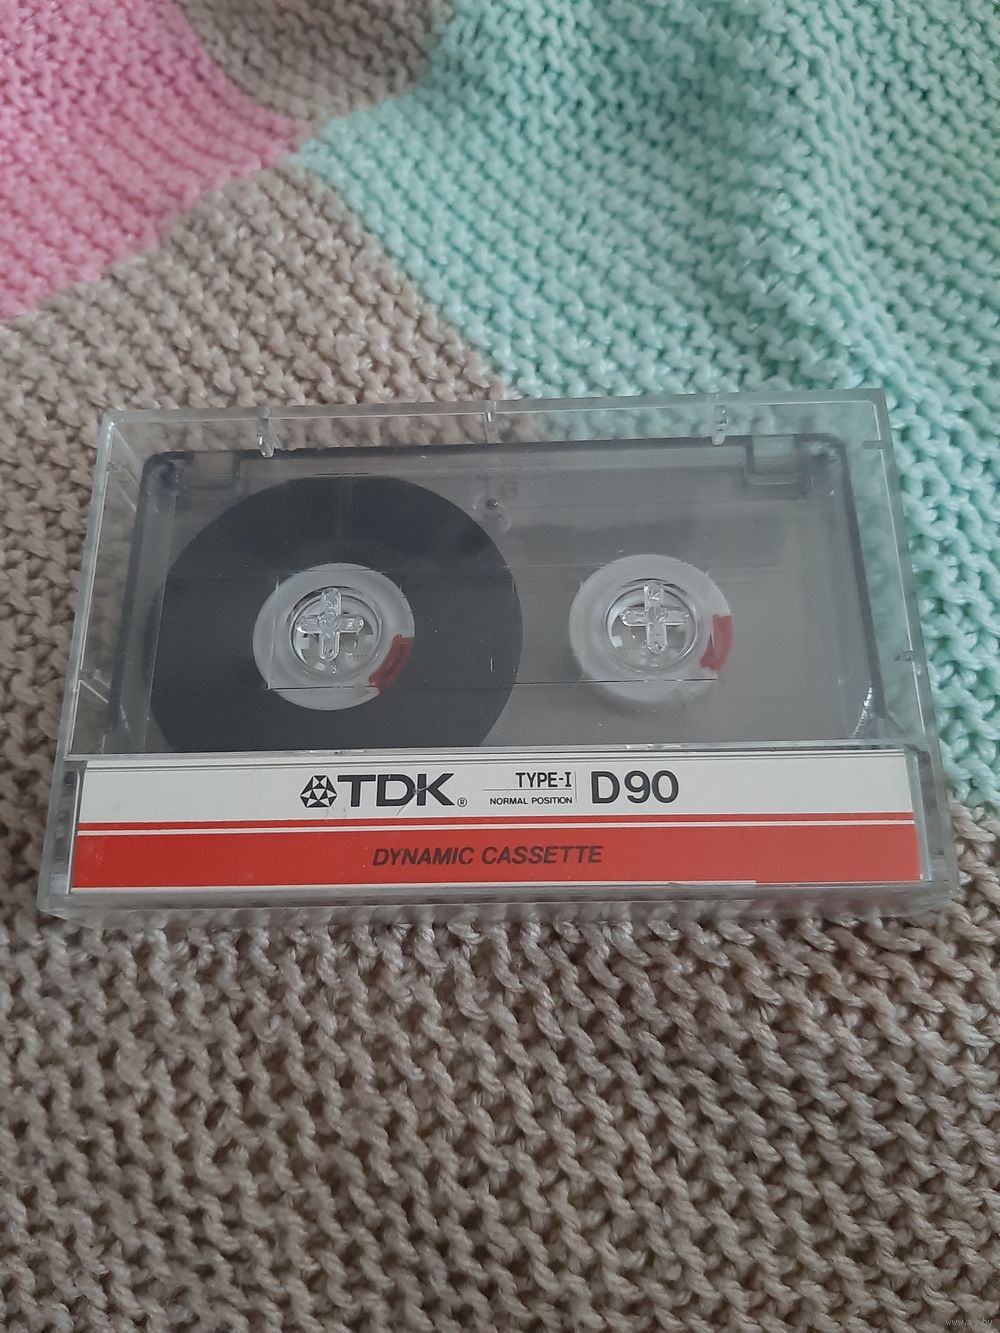 TDK® TYPE-I D90
NORMAL POSITION
DYNAMIC CASSETTE